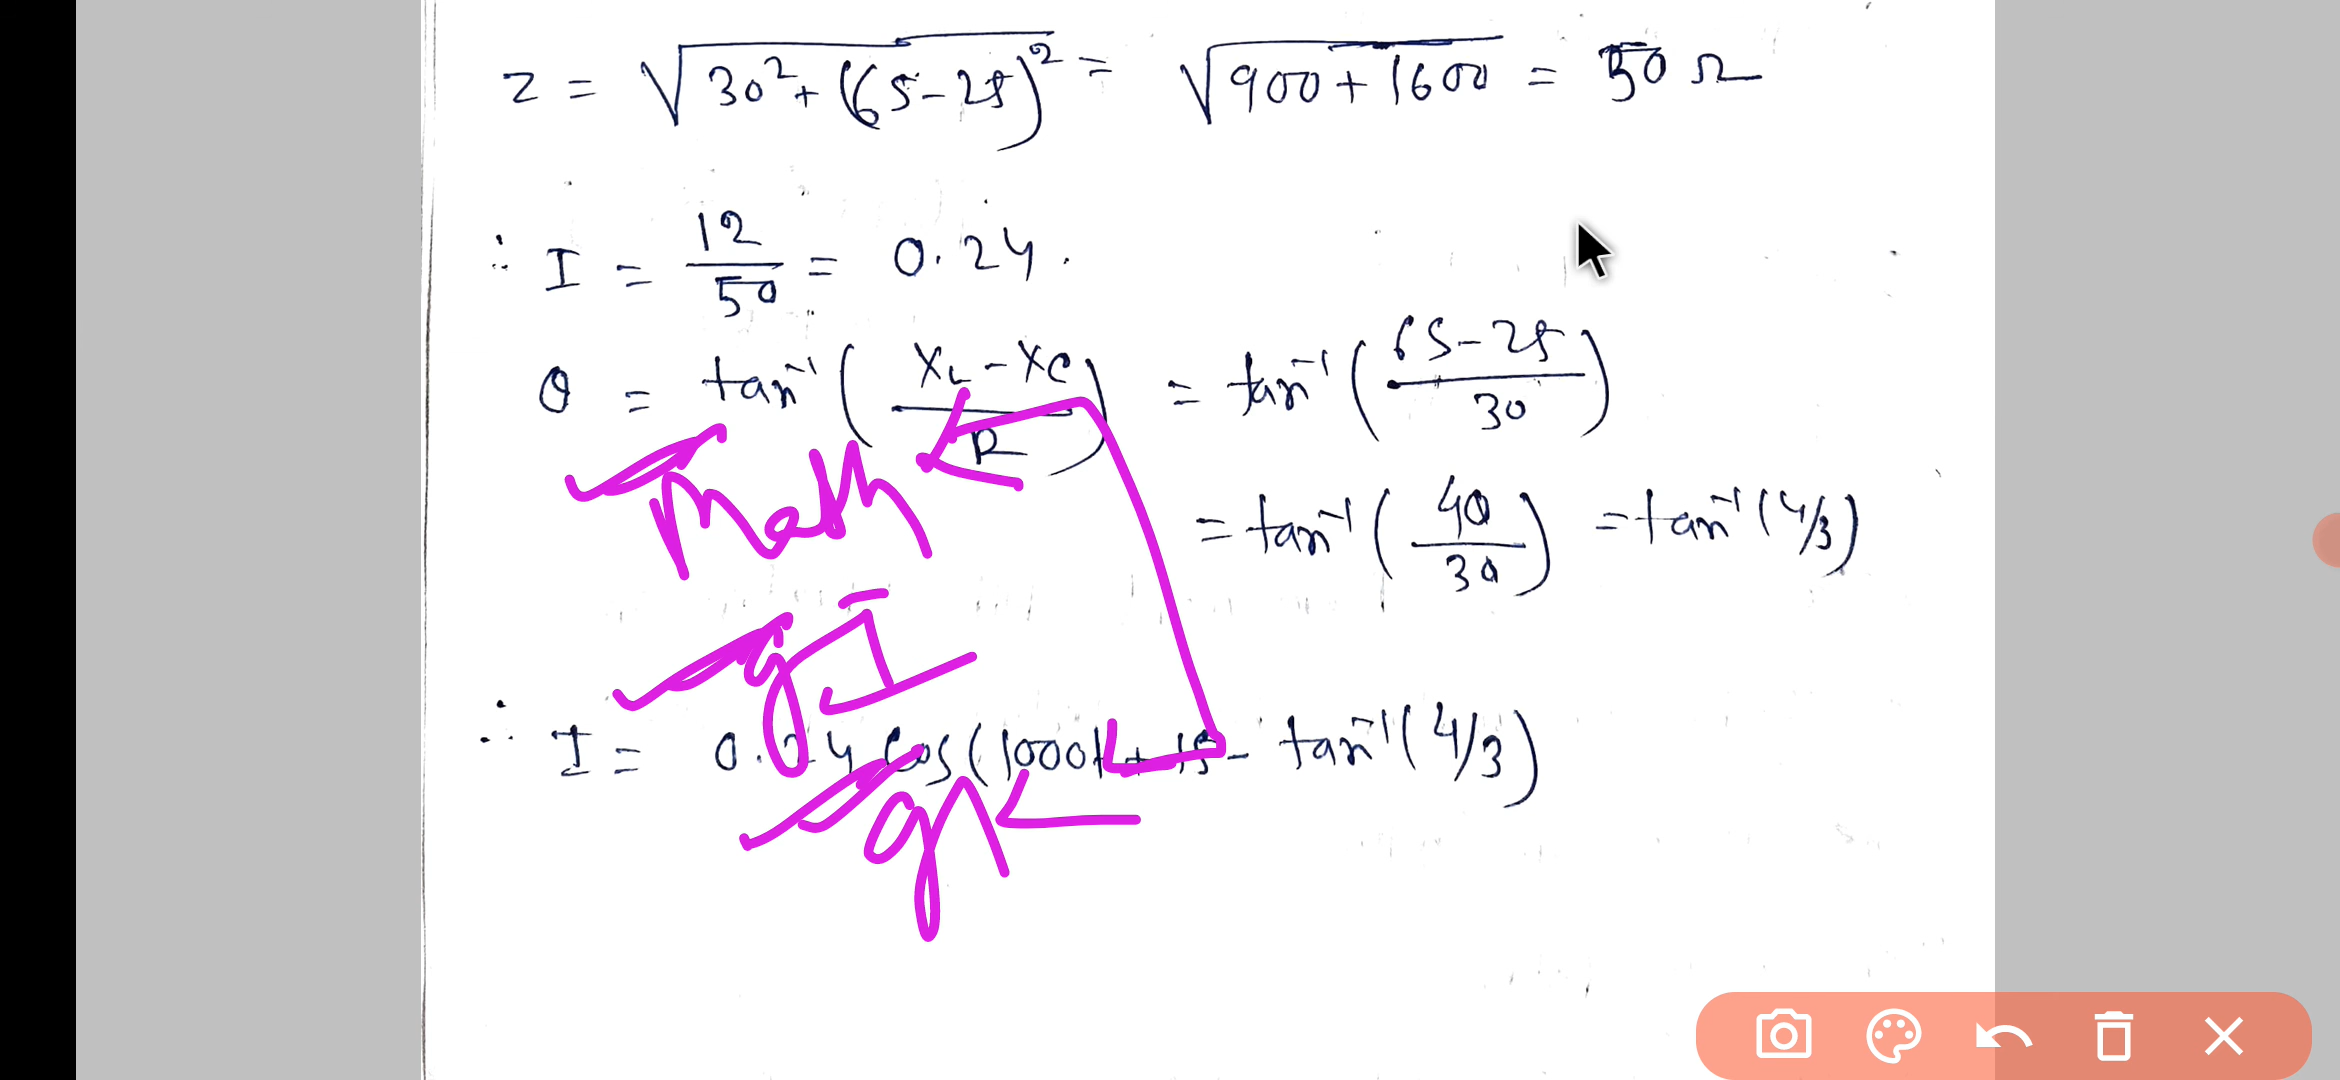 Z = √(30² + (65-25)²) = √(900+1600) = 50 Ω
∴ I = 12/50 = 0.24.
θ = tan⁻¹ ((X_L - X_C)/R) = tan⁻¹ ((65-25)/30)
= tan⁻¹ (40/30) = tan⁻¹ (4/3)
Math
gI
∴ I = 0.24 cos(1000t + 15 - tan⁻¹(4/3))
gk